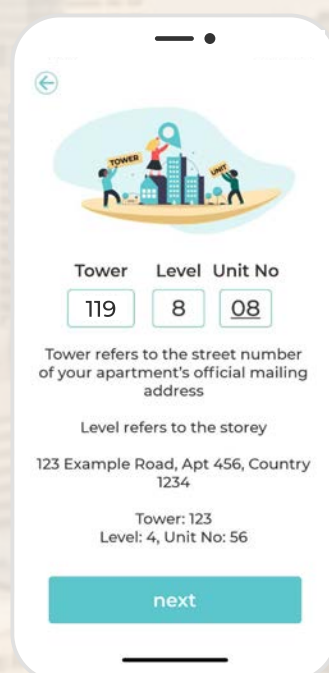 TOWER
UNIT
Tower Level Unit No
119 8 08
Tower refers to the street number
of your apartment's official mailing
address
Level refers to the storey
123 Example Road, Apt 456, Country
1234
Tower: 123
Level: 4, Unit No: 56
next